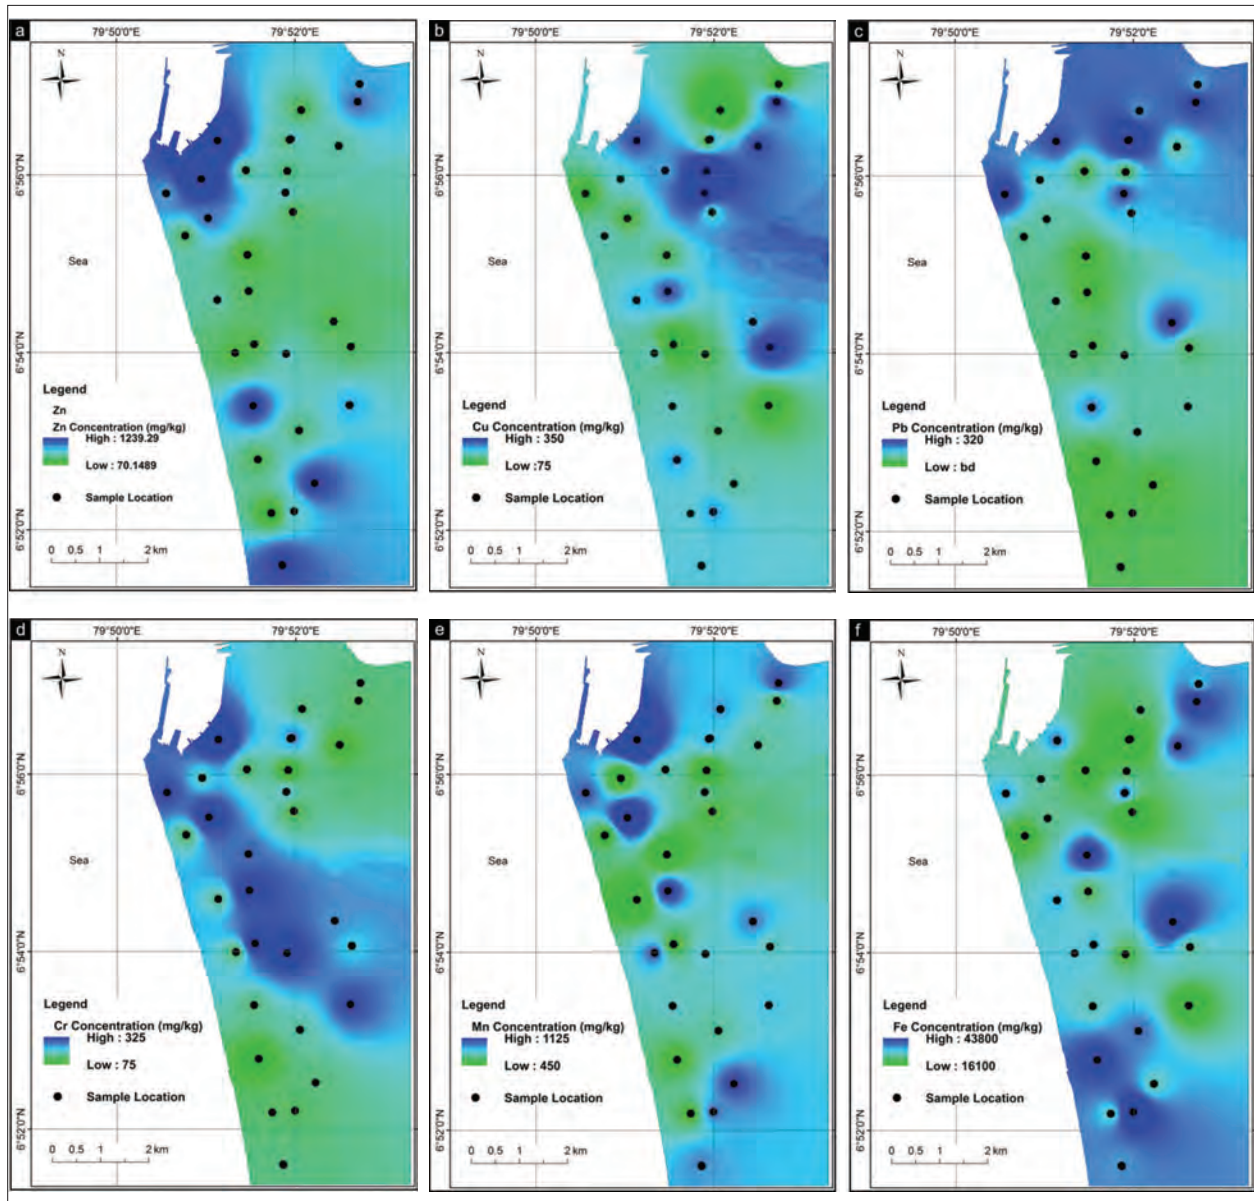 a
79°50'0"E 79°52'0"E
N
6°56'0"N
Sea
6°54'0"N
Legend
Zn
Zn Concentration (mg/kg)
High : 1239.29
Low : 70.1489
Sample Location
6°52'0"N
0 0.5 1 2 km
b
79°50'0"E 79°52'0"E
N
6°56'0"N
Sea
6°54'0"N
Legend
Cu Concentration (mg/kg)
High : 350
Low : 75
Sample Location
6°52'0"N
0 0.5 1 2 km
c
79°50'0"E 79°52'0"E
N
6°56'0"N
Sea
6°54'0"N
Legend
Pb Concentration (mg/kg)
High : 320
Low : bd
Sample Location
6°52'0"N
0 0.5 1 2 km
d
79°50'0"E 79°52'0"E
N
6°56'0"N
Sea
6°54'0"N
Legend
Cr Concentration (mg/kg)
High : 325
Low : 75
Sample Location
6°52'0"N
0 0.5 1 2 km
e
79°50'0"E 79°52'0"E
N
6°56'0"N
Sea
6°54'0"N
Legend
Mn Concentration (mg/kg)
High : 1125
Low : 450
Sample Location
6°52'0"N
0 0.5 1 2 km
f
79°50'0"E 79°52'0"E
N
6°56'0"N
Sea
6°54'0"N
Legend
Fe Concentration (mg/kg)
High : 43800
Low : 16100
Sample Location
6°52'0"N
0 0.5 1 2 km